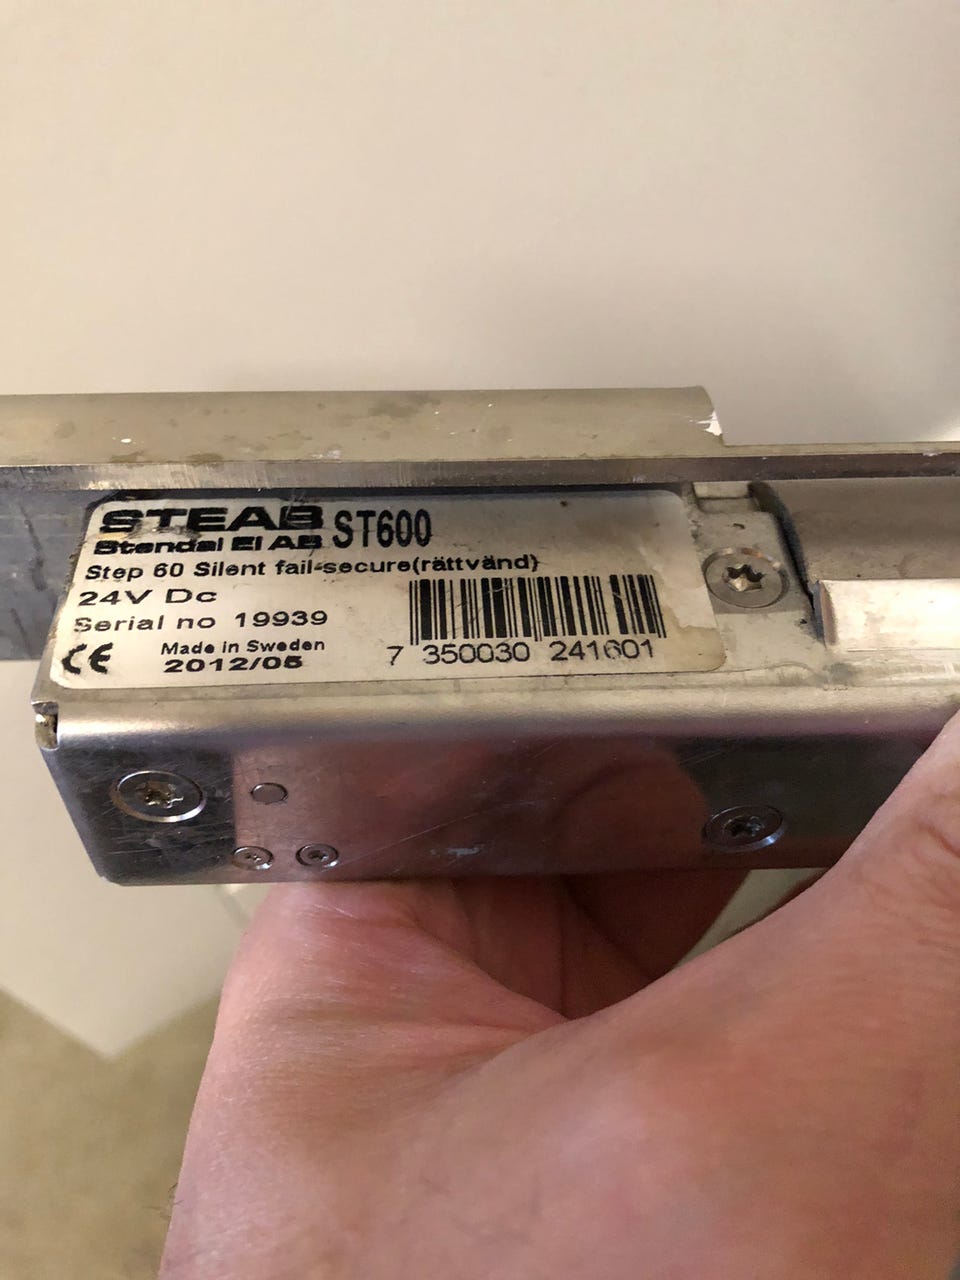 STEAB ST600
Stendal El AB
Step 60 Silent fail-secure(rättvänd)
24V Dc
Serial no 19939
Made in Sweden
2012/05
CE
7 350030 241601